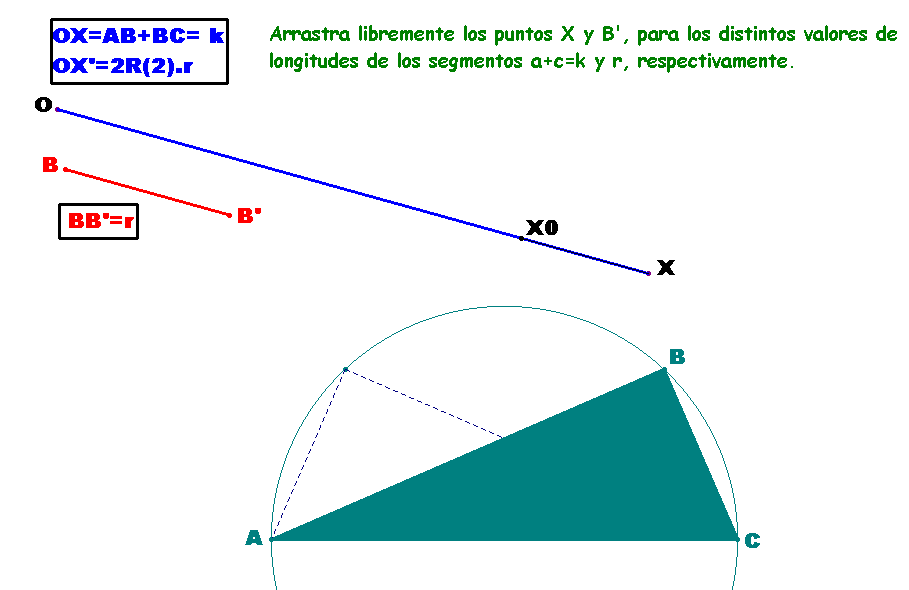 OX=AB+BC= k
OX'=2R(2).r
Arrastra libremente los puntos X y B', para los distintos valores de
longitudes de los segmentos a+c=k y r, respectivamente.
O
B
B'
BB'=r
X0
X
B
A
C